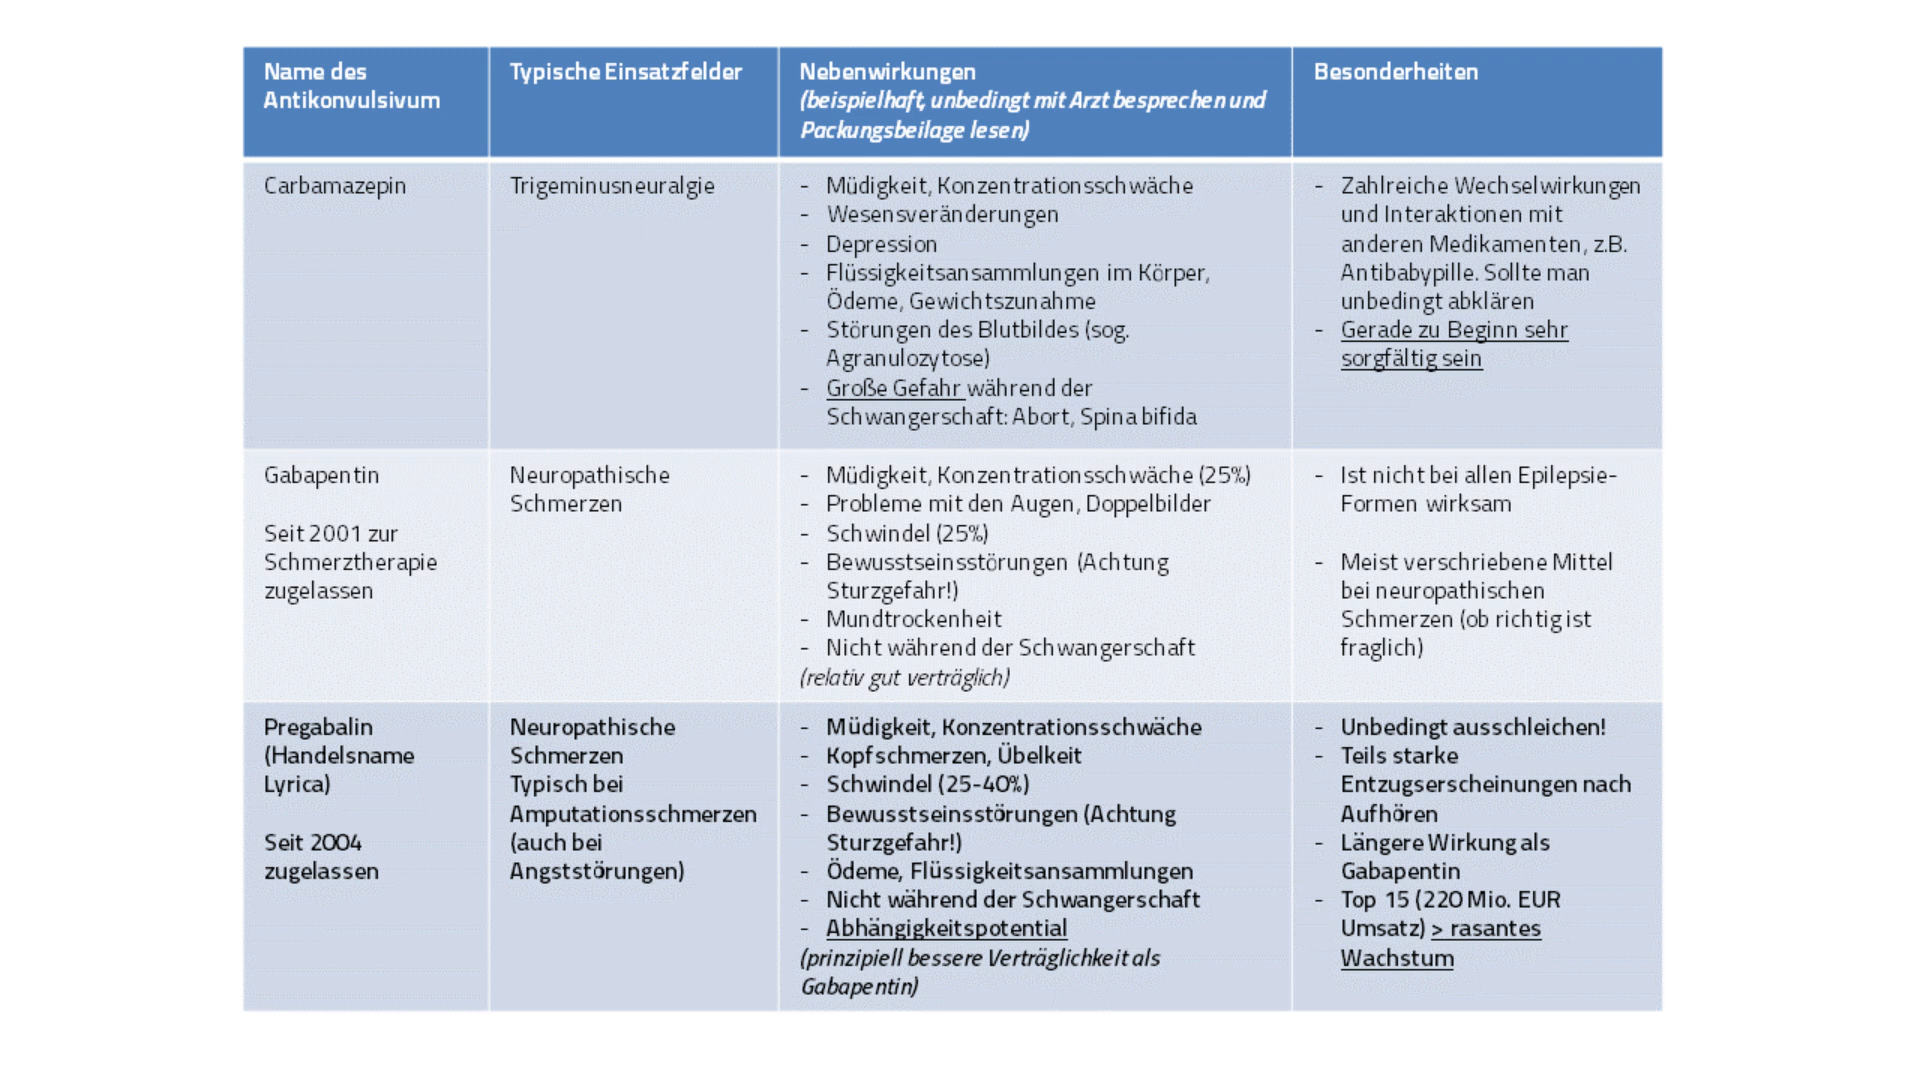 Name des
Antikonvulsivum
Typische Einsatzfelder
Nebenwirkungen
(beispielhaft, unbedingt mit Arzt besprechen und
Packungsbeilage lesen)
Besonderheiten
Carbamazepin
Trigeminusneuralgie
- Müdigkeit, Konzentrationsschwäche
- Wesensveränderungen
- Depression
- Flüssigkeitsansammlungen im Körper,
Ödeme, Gewichtszunahme
- Störungen des Blutbildes (sog.
Agranulozytose)
- Große Gefahr während der
Schwangerschaft: Abort, Spina bifida
- Zahlreiche Wechselwirkungen
und Interaktionen mit
anderen Medikamenten, z.B.
Antibabypille. Sollte man
unbedingt abklären
- Gerade zu Beginn sehr
sorgfältig sein
Gabapentin
Seit 2001 zur
Schmerztherapie
zugelassen
Neuropathische
Schmerzen
- Müdigkeit, Konzentrationsschwäche (25%)
- Probleme mit den Augen, Doppelbilder
- Schwindel (25%)
- Bewusstseinsstörungen (Achtung
Sturzgefahr!)
- Mundtrockenheit
- Nicht während der Schwangerschaft
(relativ gut verträglich)
- Ist nicht bei allen Epilepsie-
Formen wirksam
- Meist verschriebene Mittel
bei neuropathischen
Schmerzen (ob richtig ist
fraglich)
Pregabalin
(Handelsname
Lyrica)
Seit 2004
zugelassen
Neuropathische
Schmerzen
Typisch bei
Amputationsschmerzen
(auch bei
Angststörungen)
- Müdigkeit, Konzentrationsschwäche
- Kopfschmerzen, Übelkeit
- Schwindel (25-40%)
- Bewusstseinsstörungen (Achtung
Sturzgefahr!)
- Ödeme, Flüssigkeitsansammlungen
- Nicht während der Schwangerschaft
- Abhängigkeitspotential
(prinzipiell bessere Verträglichkeit als
Gabapentin)
- Unbedingt ausschleichen!
- Teils starke
Entzugserscheinungen nach
Aufhören
- Längere Wirkung als
Gabapentin
- Top 15 (220 Mio. EUR
Umsatz) > rasantes
Wachstum